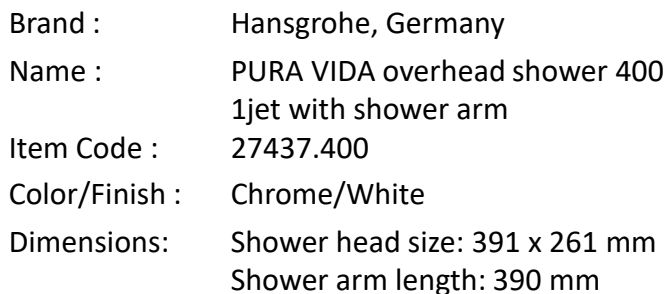 Brand : Hansgrohe, Germany
Name : PURA VIDA overhead shower 400
1jet with shower arm
Item Code : 27437.400
Color/Finish : Chrome/White
Dimensions: Shower head size: 391 x 261 mm
Shower arm length: 390 mm